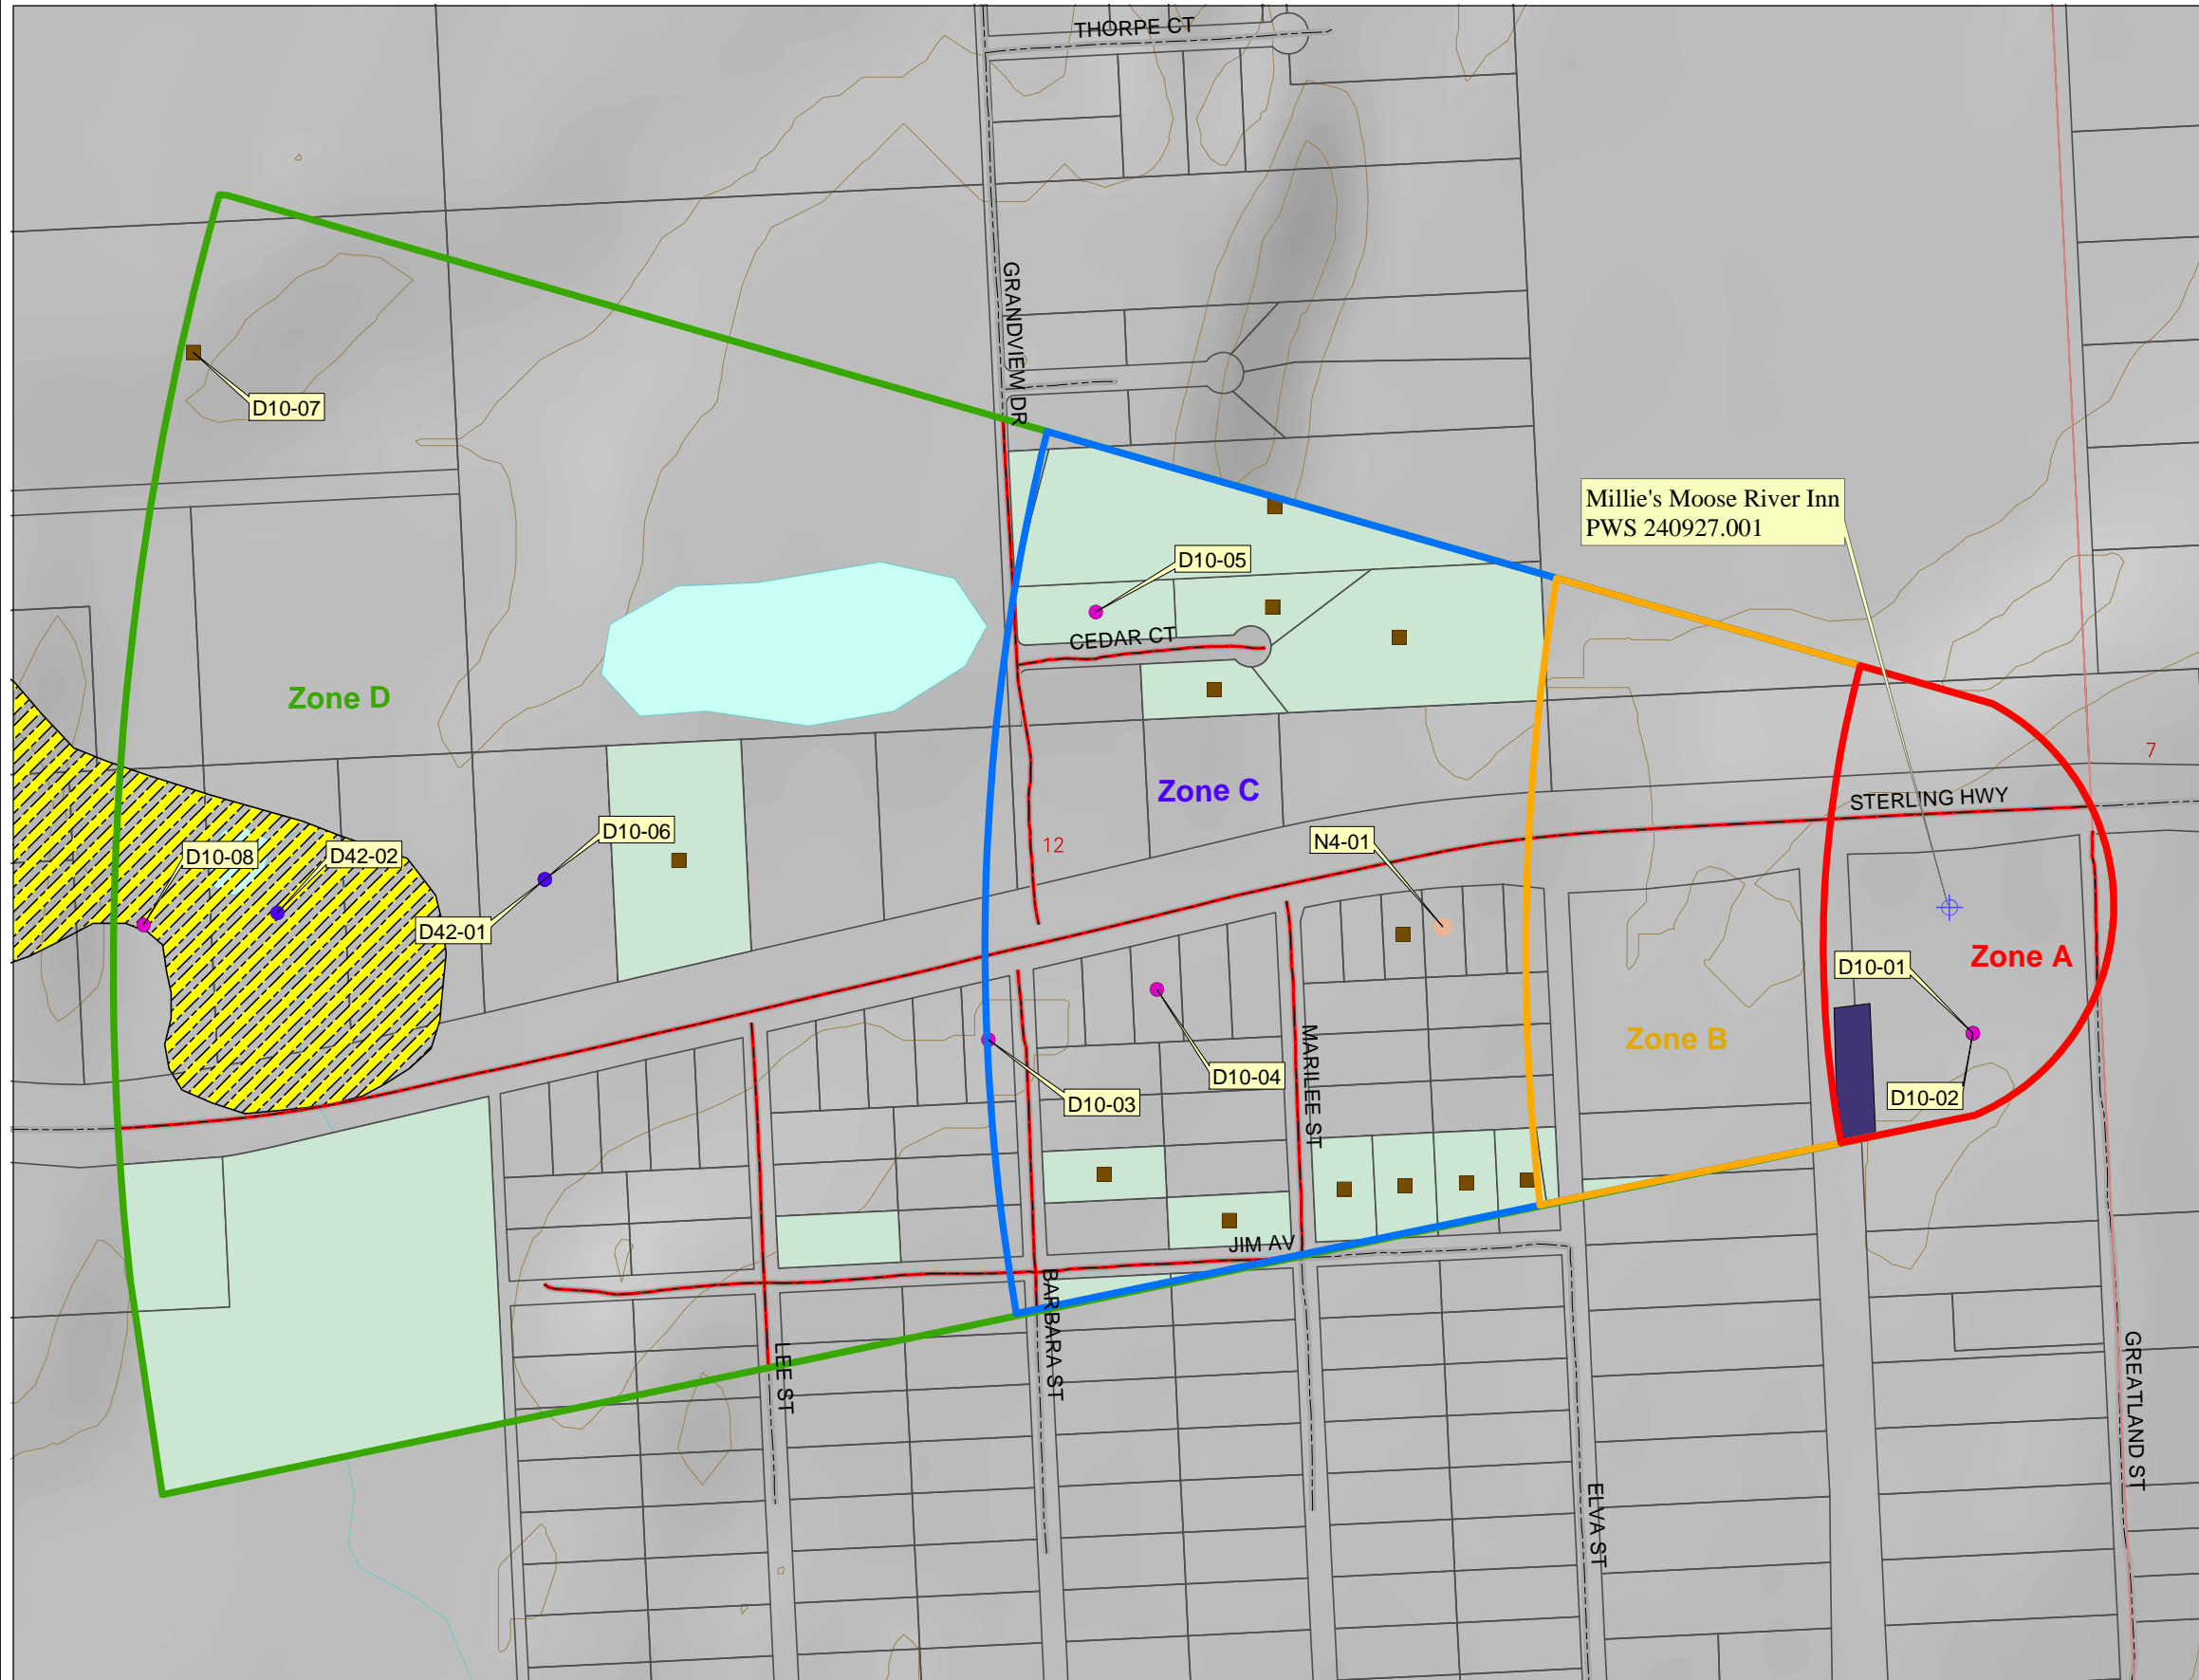 THORPE CT
GRANDVIEW DR
D10-07
Millie's Moose River Inn
PWS 240927.001
D10-05
CEDAR CT
Zone D
7
Zone C
STERLING HWY
D10-06
N4-01
12
D10-08
D42-02
D42-01
Zone A
D10-01
Zone B
MARILEE ST
D10-04
D10-03
D10-02
JIM AV
BARBARA ST
LEE ST
GREATLAND ST
ELVA ST